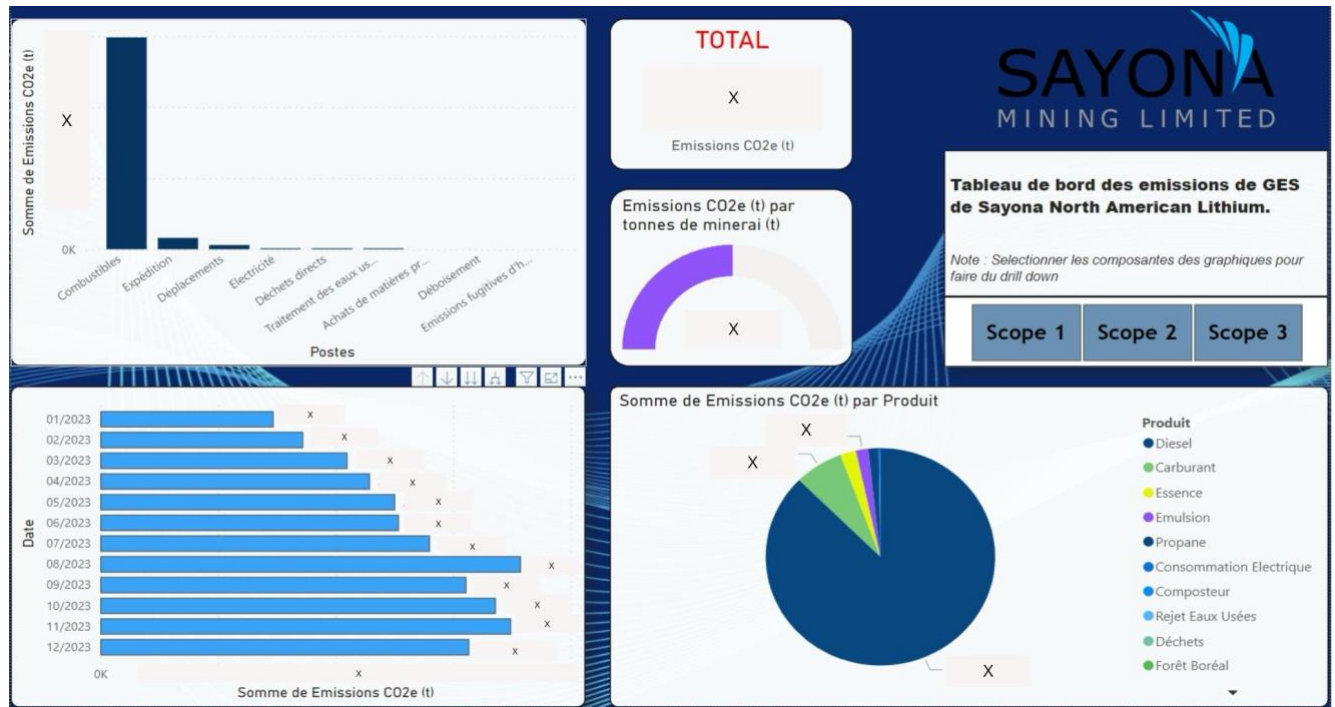 Somme de Emissions CO2e (t)
X
0K
Combustibles
Expédition
Déplacements
Electricité
Déchets directs
Traitement des eaux us...
Achats de matières pr...
Déboisement
Emissions fugitives d'h...
Postes
TOTAL
X
Emissions CO2e (t)
Emissions CO2e (t) par
tonnes de minerai (t)
X
SAYONA
MINING LIMITED
Tableau de bord des emissions de GES
de Sayona North American Lithium.
Note : Selectionner les composantes des graphiques pour
faire du drill down
Scope 1 Scope 2 Scope 3
Date
01/2023 x
02/2023 x
03/2023 x
04/2023 x
05/2023 x
06/2023 x
07/2023 x
08/2023 x
09/2023 x
10/2023 x
11/2023 x
12/2023 x
0K x
Somme de Emissions CO2e (t)
Somme de Emissions CO2e (t) par Produit
X
X
X
Produit
Diesel
Carburant
Essence
Emulsion
Propane
Consommation Electrique
Composteur
Rejet Eaux Usées
Déchets
Forêt Boréal